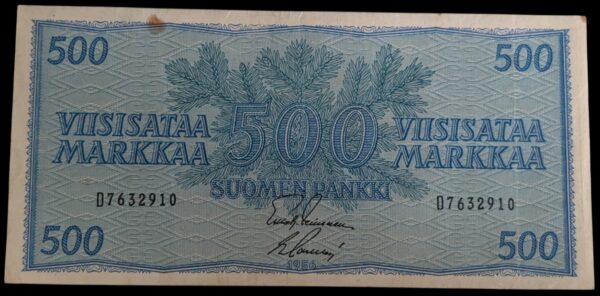 500
500
VIISISATAA
MARKKAA
500
VIISISATAA
MARKKAA
SUOMEN PANKKI
D7632910
D7632910
1956
500
500